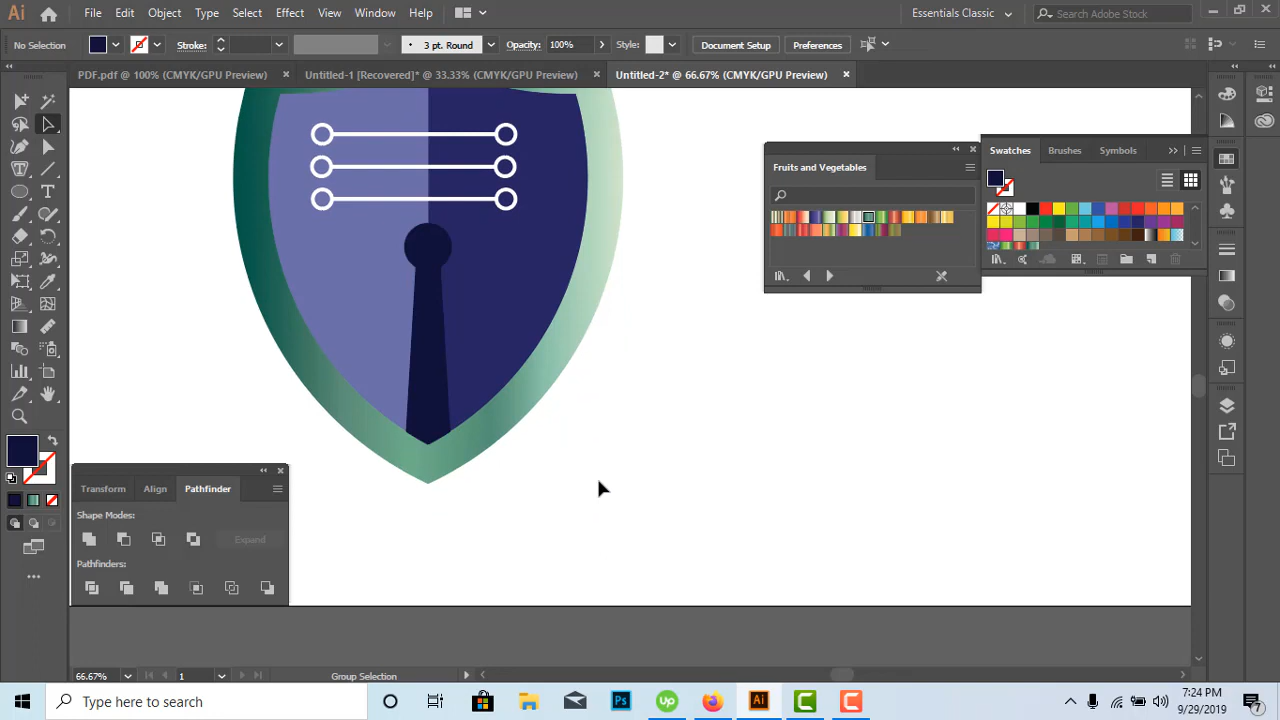 Ai File Edit Object Type Select Effect View Window Help Essentials Classic Search Adobe Stock
No Selection Stroke: 3 pt. Round Opacity: 100% Style: Document Setup Preferences
PDF.pdf @ 100% (CMYK/GPU Preview) Untitled-1 [Recovered]* @ 33.33% (CMYK/GPU Preview) Untitled-2* @ 66.67% (CMYK/GPU Preview)
Swatches Brushes Symbols
Fruits and Vegetables
Transform Align Pathfinder
Shape Modes:
Expand
Pathfinders:
66.67% 1 Group Selection
Type here to search
Ps Up Ai C C
7:24 PM
9/29/2019
7